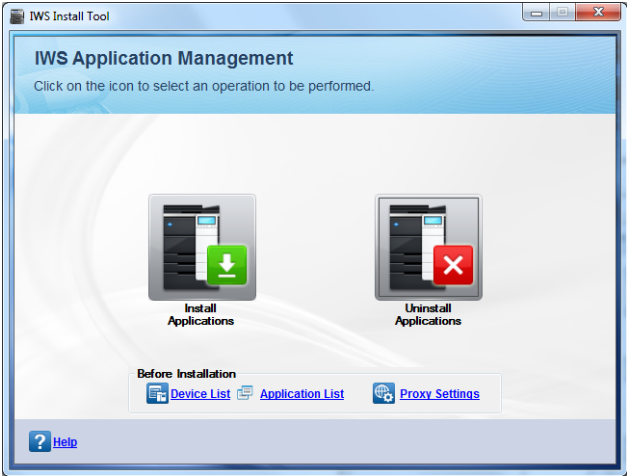 IWS Install Tool
IWS Application Management
Click on the icon to select an operation to be performed.
Install
Applications
Uninstall
Applications
Before Installation
Device List
Application List
Proxy Settings
? Help